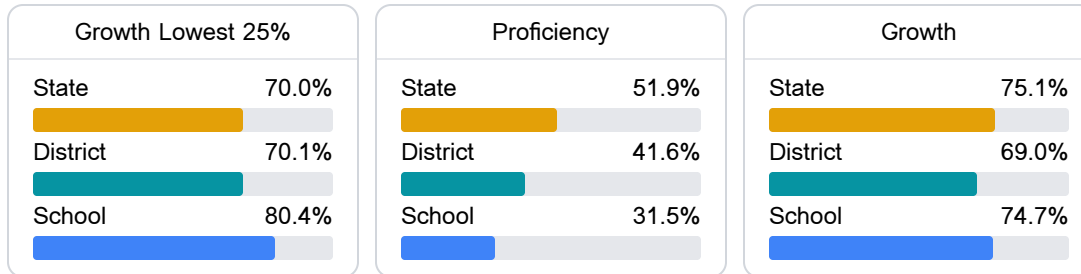 Growth Lowest 25%
State 70.0%
District 70.1%
School 80.4%
Proficiency
State 51.9%
District 41.6%
School 31.5%
Growth
State 75.1%
District 69.0%
School 74.7%